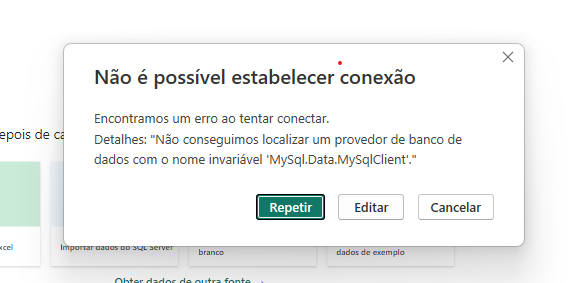 Não é possível estabelecer conexão
Encontramos um erro ao tentar conectar.
Detalhes: "Não conseguimos localizar um provedor de banco de
dados com o nome invariável 'MySql.Data.MySqlClient'."
Repetir
Editar
Cancelar
epois de ca
xcel
Importar dados do SQL Server
branco
dados de exemplo
Obter dados de outra fonte →